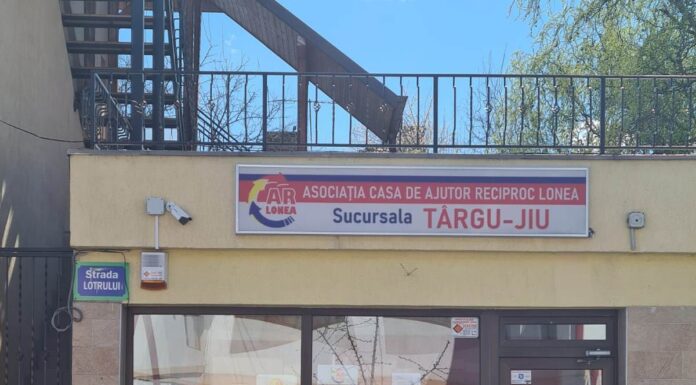 CAR
LONEA
ASOCIAȚIA CASA DE AJUTOR RECIPROC LONEA
Sucursala TÂRGU-JIU
Strada
LOTRULUI